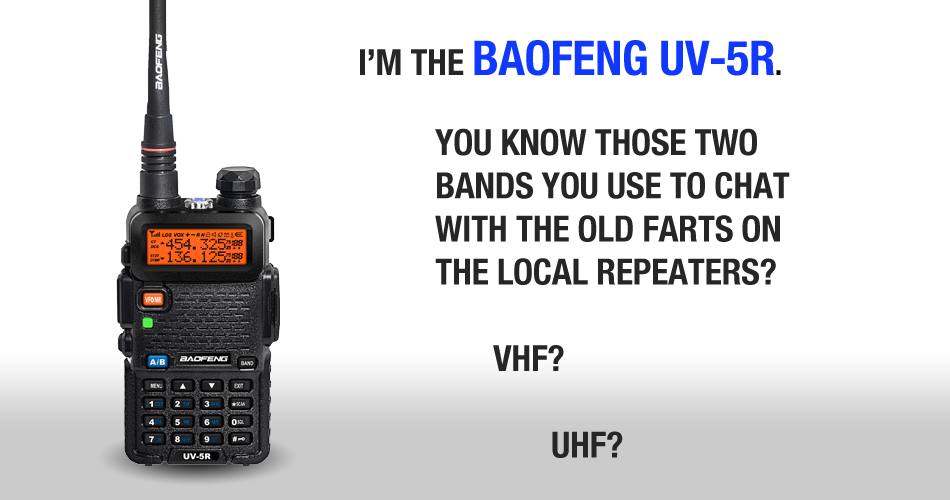 I'M THE BAOFENG UV-5R.
YOU KNOW THOSE TWO
BANDS YOU USE TO CHAT
WITH THE OLD FARTS ON
THE LOCAL REPEATERS?
VHF?
UHF?
BAOFENG
454.325
136.125
VFO/MR
A/B
BAOFENG
BAND
MENU ▲ ▼ EXIT
1 2 3 *SCAN
4 5 6 0SQL
7 8 9 #
UV-5R